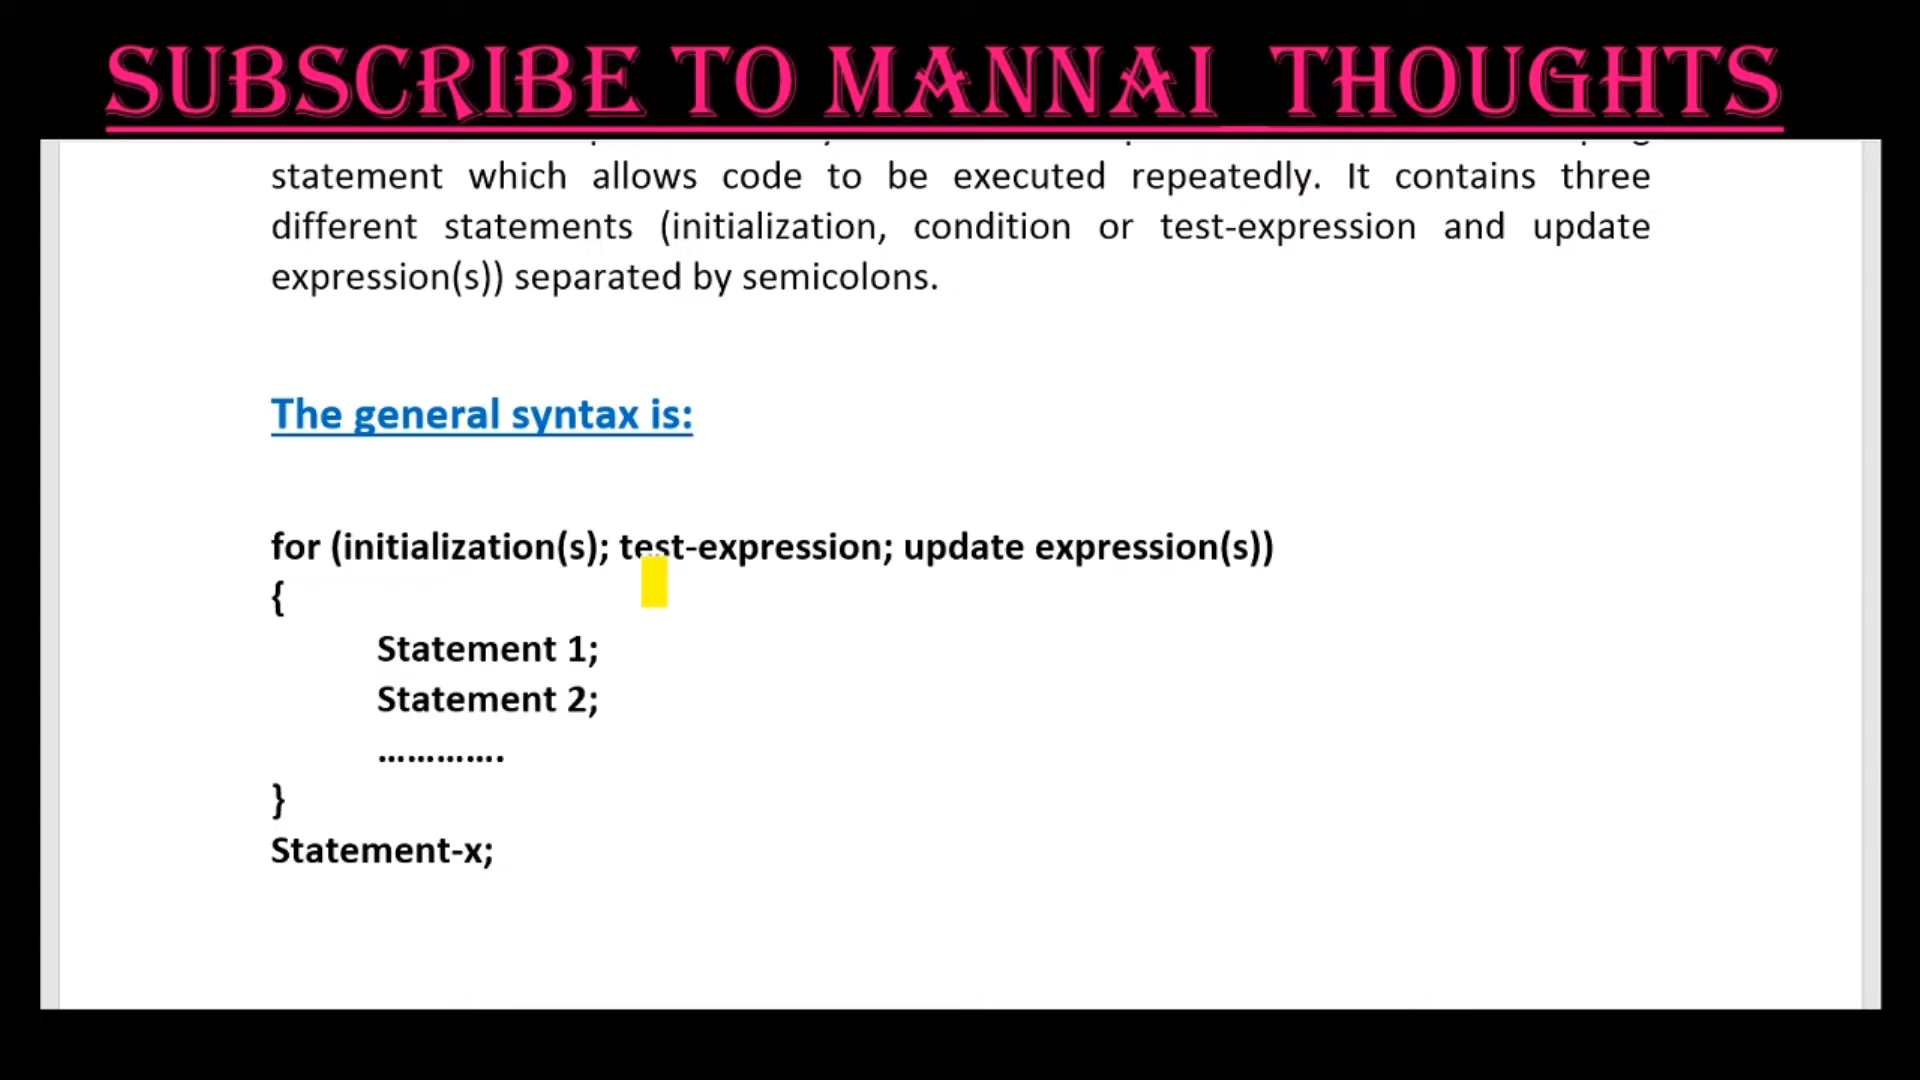 SUBSCRIBE TO MANNAI THOUGHTS
statement which allows code to be executed repeatedly. It contains three
different statements (initialization, condition or test-expression and update
expression(s)) separated by semicolons.
The general syntax is:
for (initialization(s); test-expression; update expression(s))
{
Statement 1;
Statement 2;
.............
}
Statement-x;